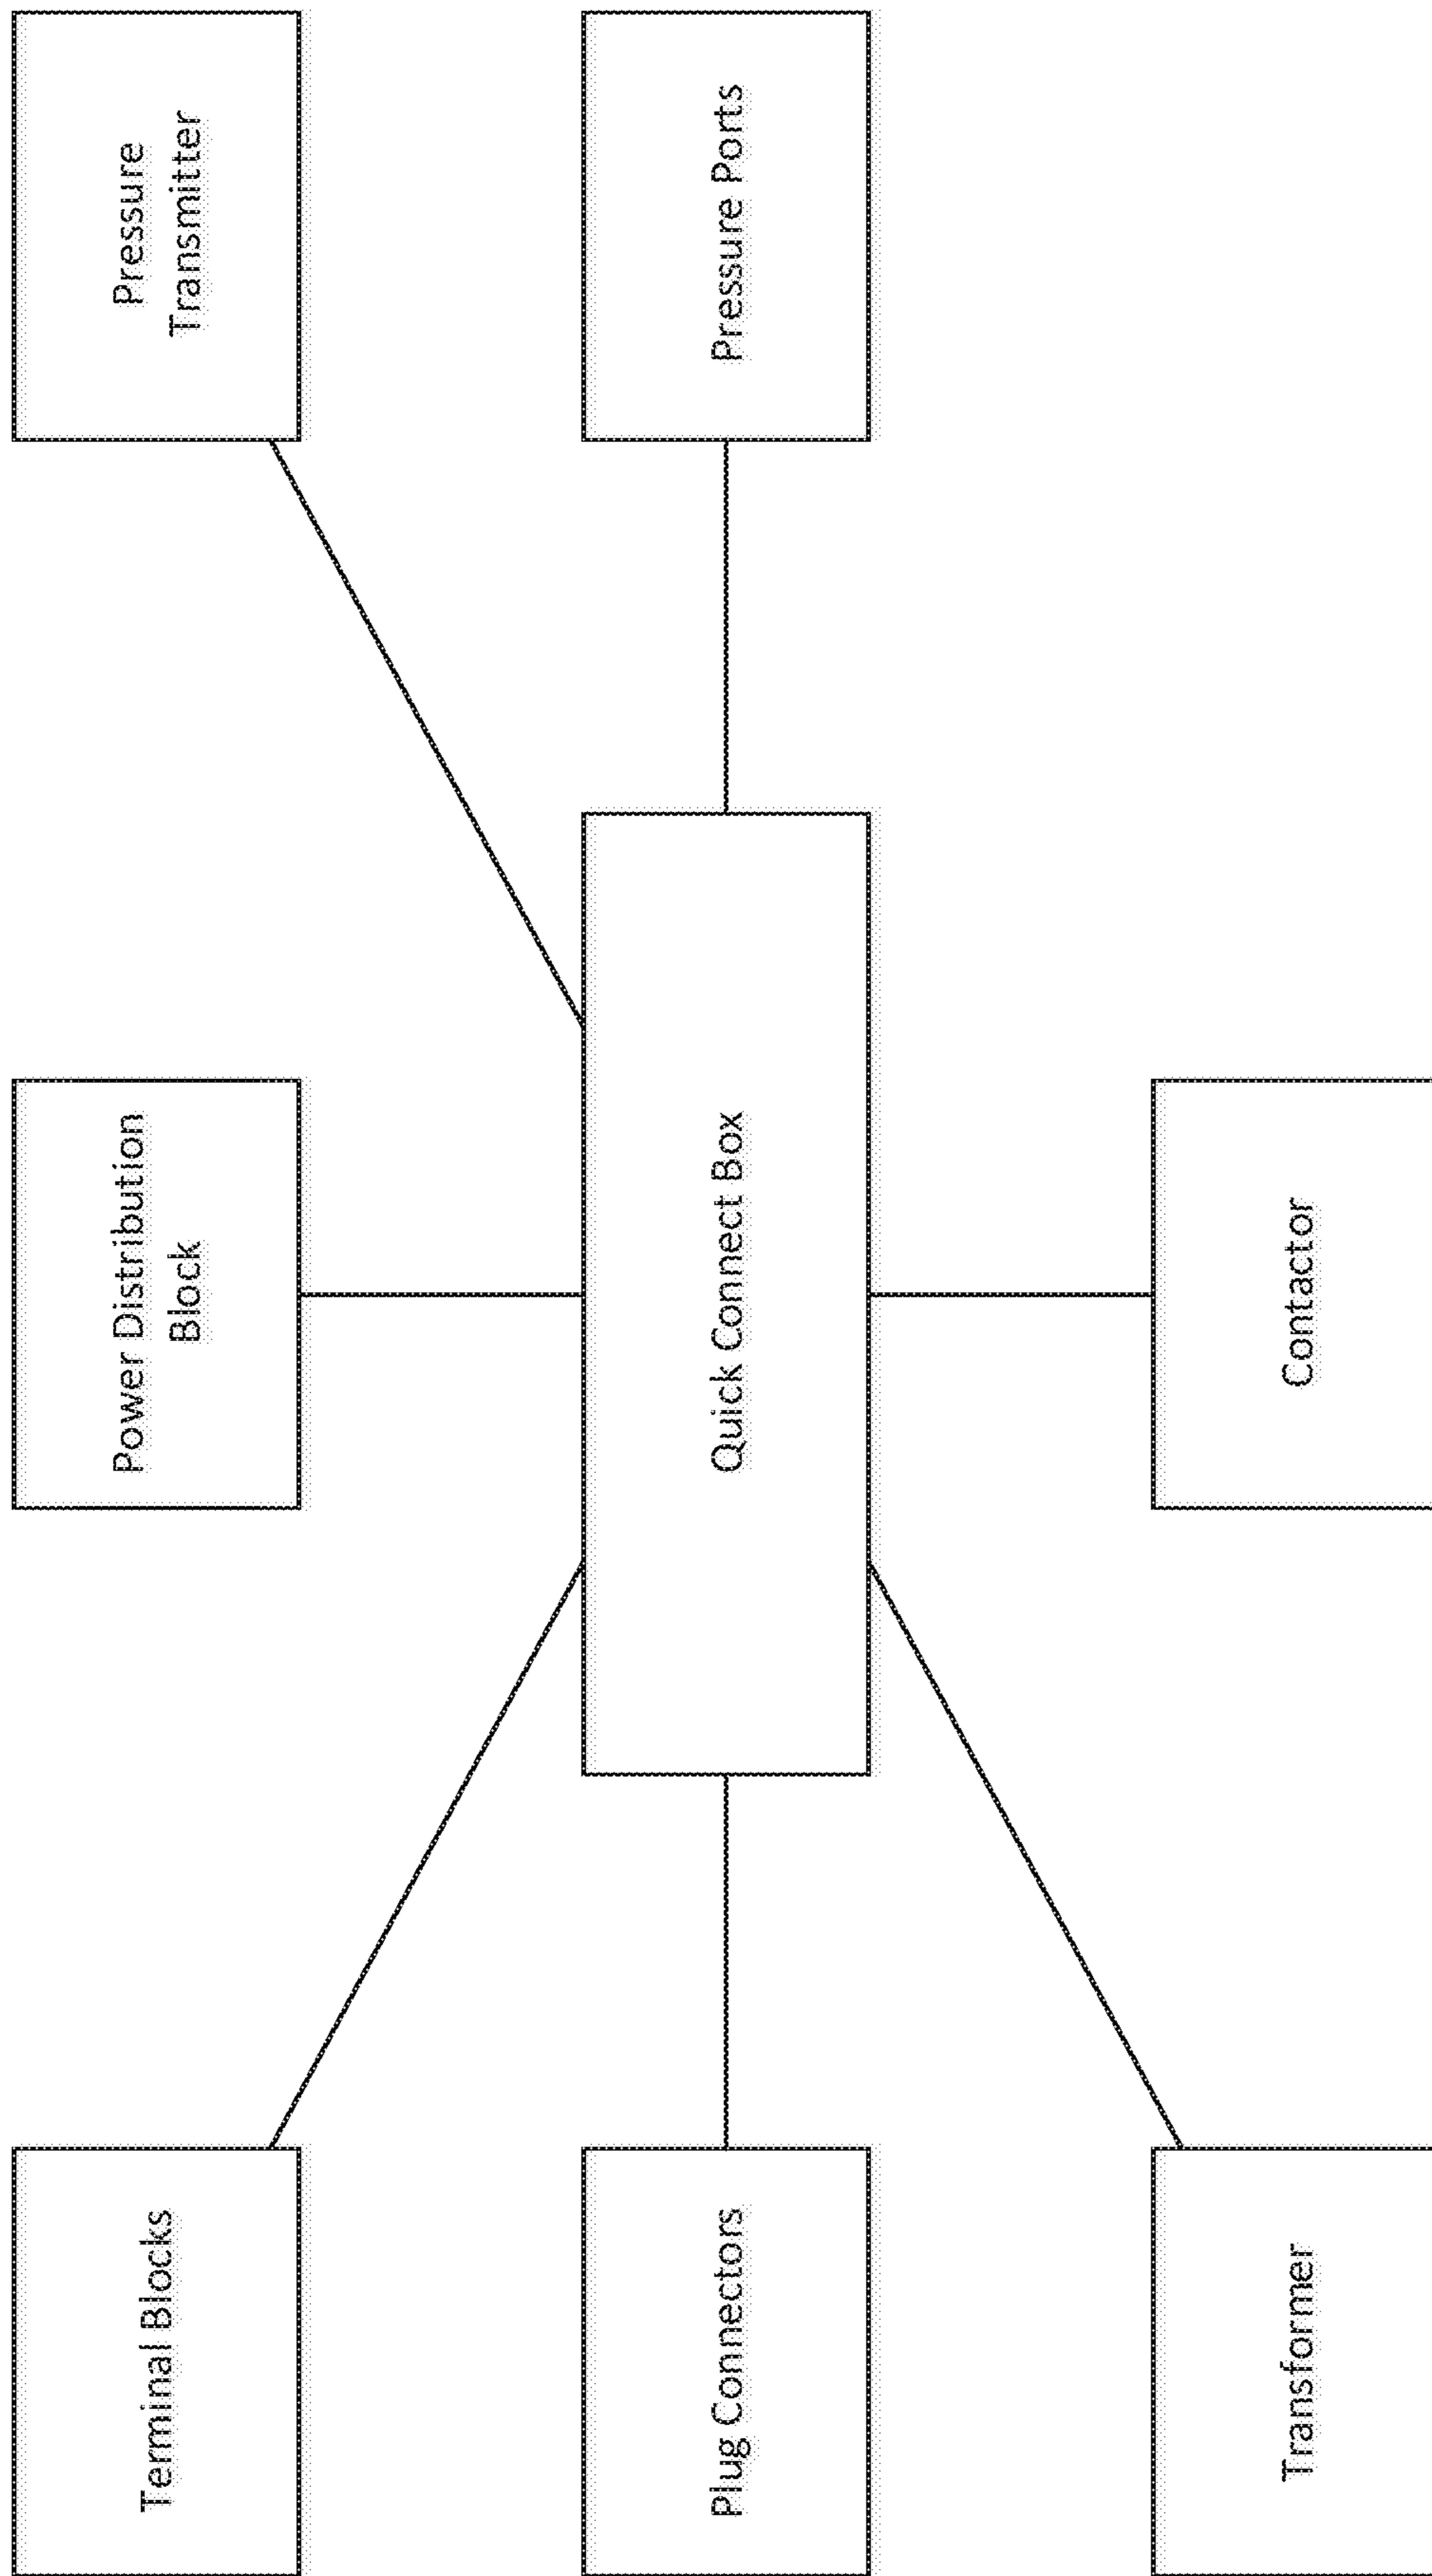 Terminal Blocks
Power Distribution
Block
Pressure
Transmitter
Plug Connectors
Quick Connect Box
Pressure Ports
Transformer
Contactor